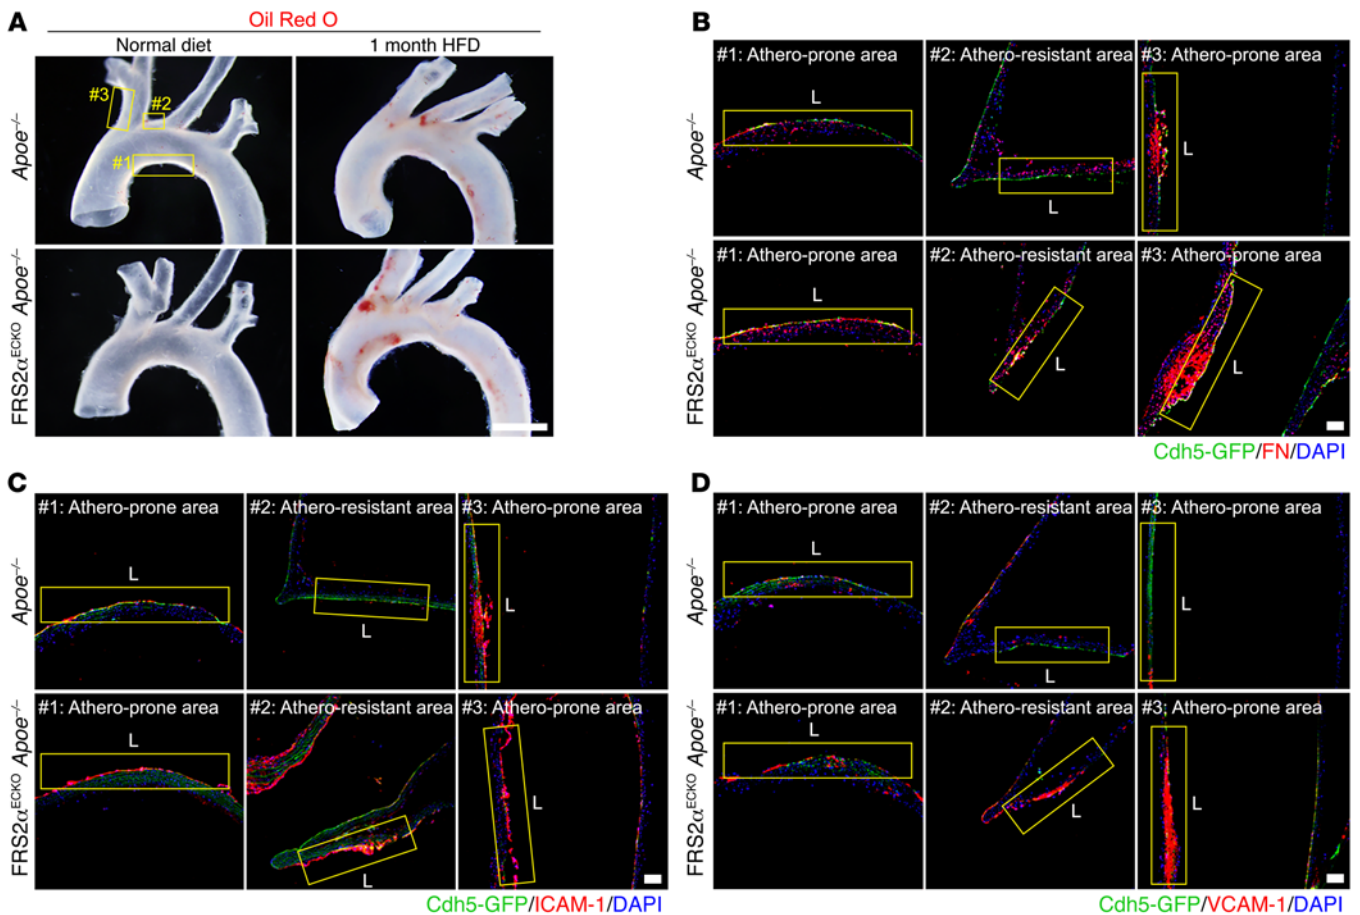 A
Oil Red O
Normal diet
1 month HFD
Apoe–/–
#3
#2
#1
FRS2αECKO Apoe–/–
B
#1: Athero-prone area
#2: Athero-resistant area
#3: Athero-prone area
Apoe–/–
L
L
L
#1: Athero-prone area
#2: Athero-resistant area
#3: Athero-prone area
FRS2αECKO Apoe–/–
L
L
L
Cdh5-GFP/FN/DAPI
C
#1: Athero-prone area
#2: Athero-resistant area
#3: Athero-prone area
Apoe–/–
L
L
L
#1: Athero-prone area
#2: Athero-resistant area
#3: Athero-prone area
FRS2αECKO Apoe–/–
L
L
L
Cdh5-GFP/ICAM-1/DAPI
D
#1: Athero-prone area
#2: Athero-resistant area
#3: Athero-prone area
Apoe–/–
L
L
L
#1: Athero-prone area
#2: Athero-resistant area
#3: Athero-prone area
FRS2αECKO Apoe–/–
L
L
L
Cdh5-GFP/VCAM-1/DAPI